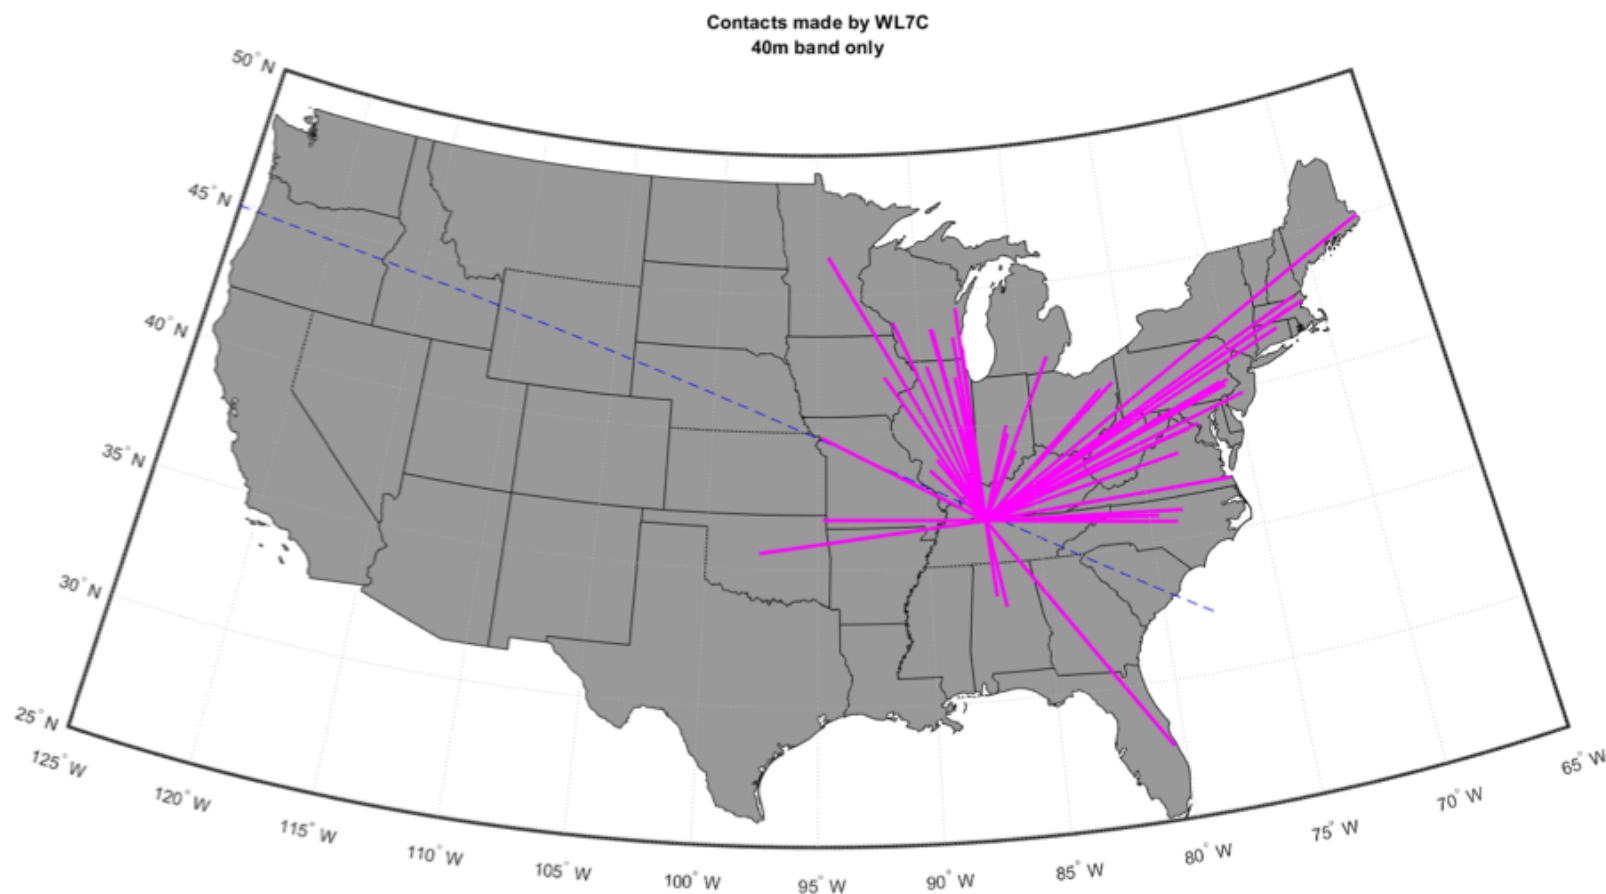 Contacts made by WL7C
40m band only
50° N
45° N
40° N
35° N
30° N
25° N
125° W
120° W
115° W
110° W
105° W
100° W
95° W
90° W
85° W
80° W
75° W
70° W
65° W